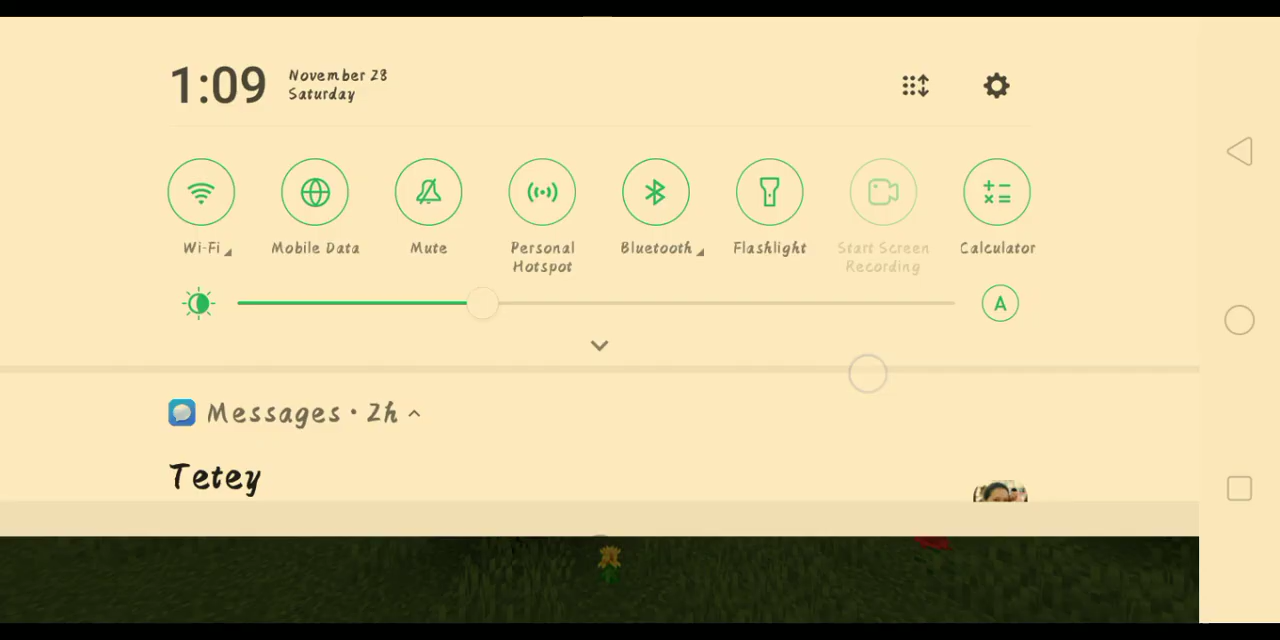 1:09
November 28
Saturday
Wi-Fi
Mobile Data
Mute
Personal
Hotspot
Bluetooth
Flashlight
Start Screen
Recording
Calculator
A
Messages • 2h
Tetey